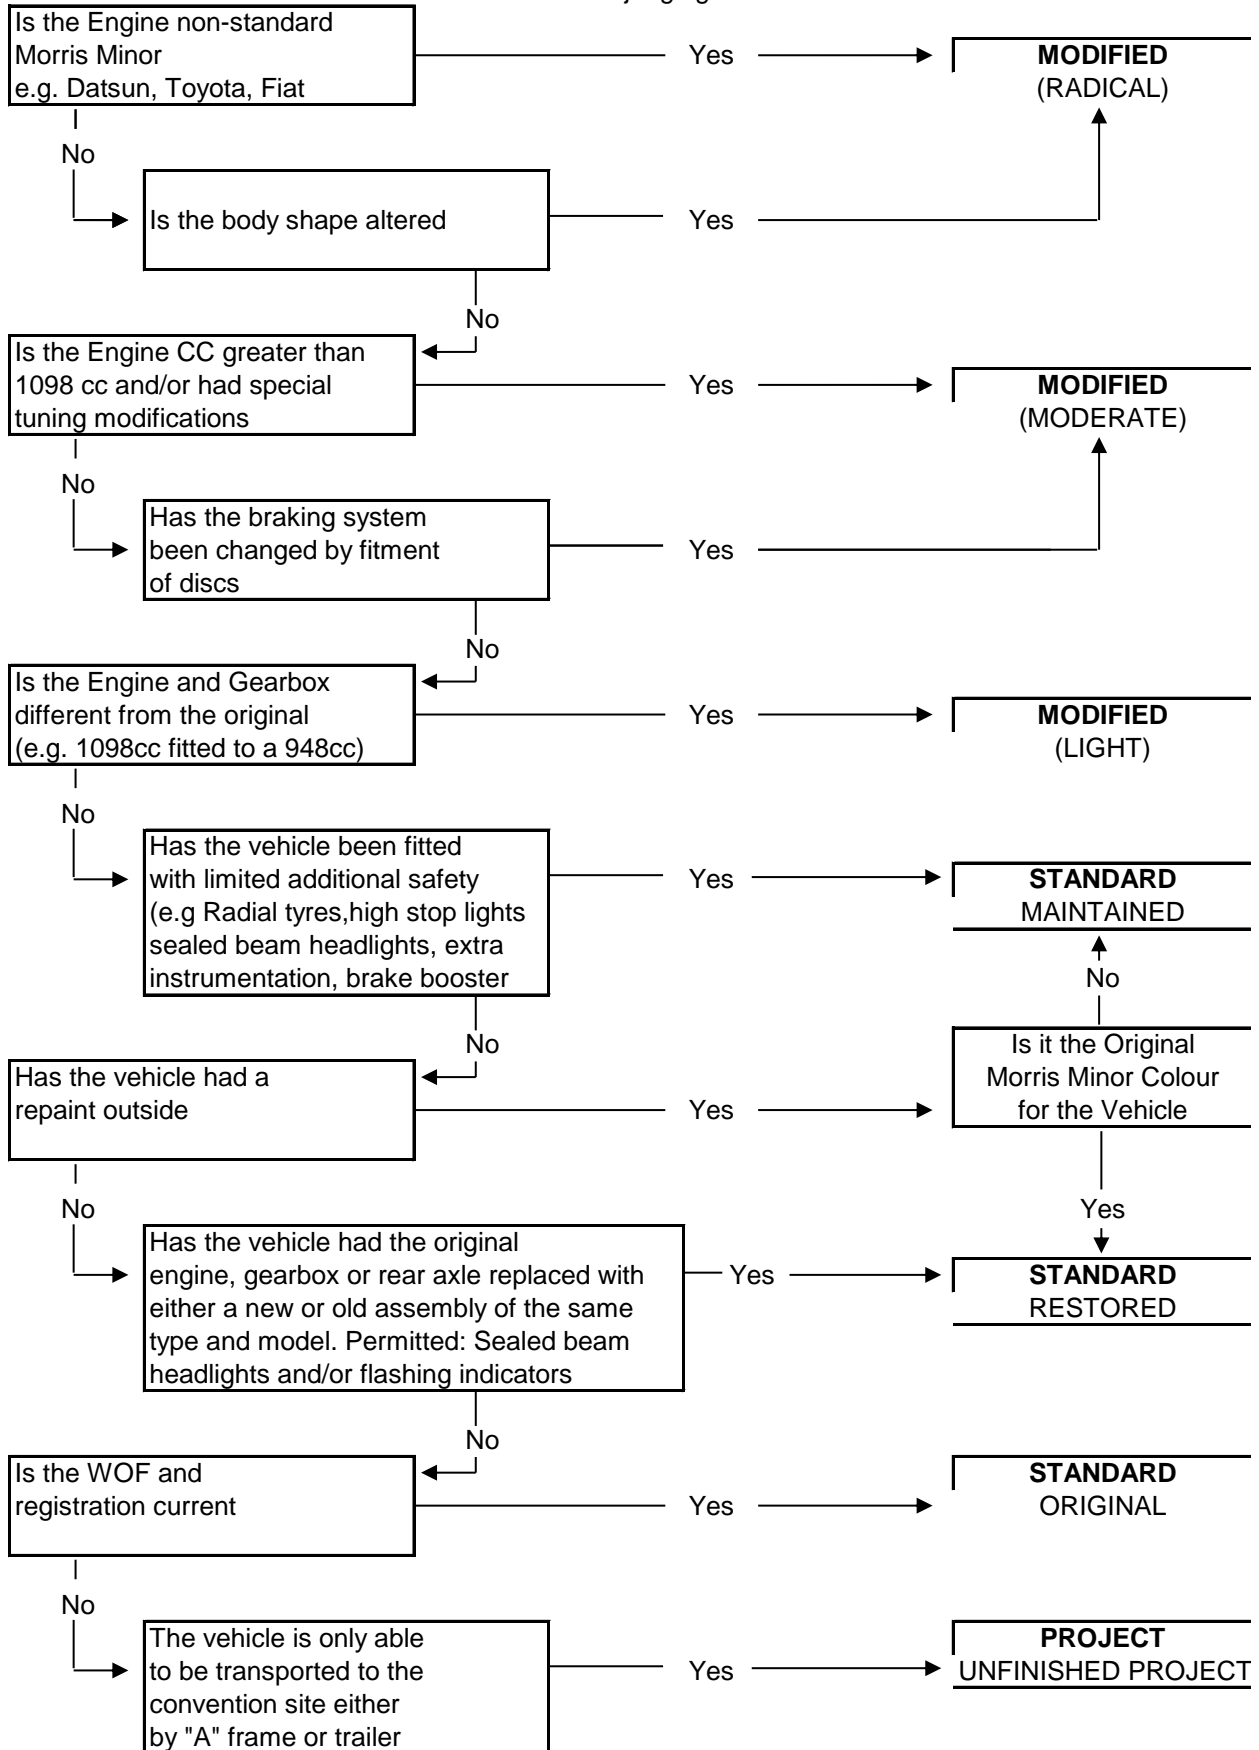 Is the Engine non-standard
Morris Minor
e.g. Datsun, Toyota, Fiat
Yes
MODIFIED
(RADICAL)
No
Is the body shape altered
Yes
No
Is the Engine CC greater than
1098 cc and/or had special
tuning modifications
Yes
MODIFIED
(MODERATE)
No
Has the braking system
been changed by fitment
of discs
Yes
No
Is the Engine and Gearbox
different from the original
(e.g. 1098cc fitted to a 948cc)
Yes
MODIFIED
(LIGHT)
No
Has the vehicle been fitted
with limited additional safety
(e.g Radial tyres,high stop lights
sealed beam headlights, extra
instrumentation, brake booster
Yes
STANDARD
MAINTAINED
No
No
Has the vehicle had a
repaint outside
Yes
Is it the Original
Morris Minor Colour
for the Vehicle
No
Yes
Has the vehicle had the original
engine, gearbox or rear axle replaced with
either a new or old assembly of the same
type and model. Permitted: Sealed beam
headlights and/or flashing indicators
Yes
STANDARD
RESTORED
No
Is the WOF and
registration current
Yes
STANDARD
ORIGINAL
No
The vehicle is only able
to be transported to the
convention site either
by "A" frame or trailer
Yes
PROJECT
UNFINISHED PROJECT